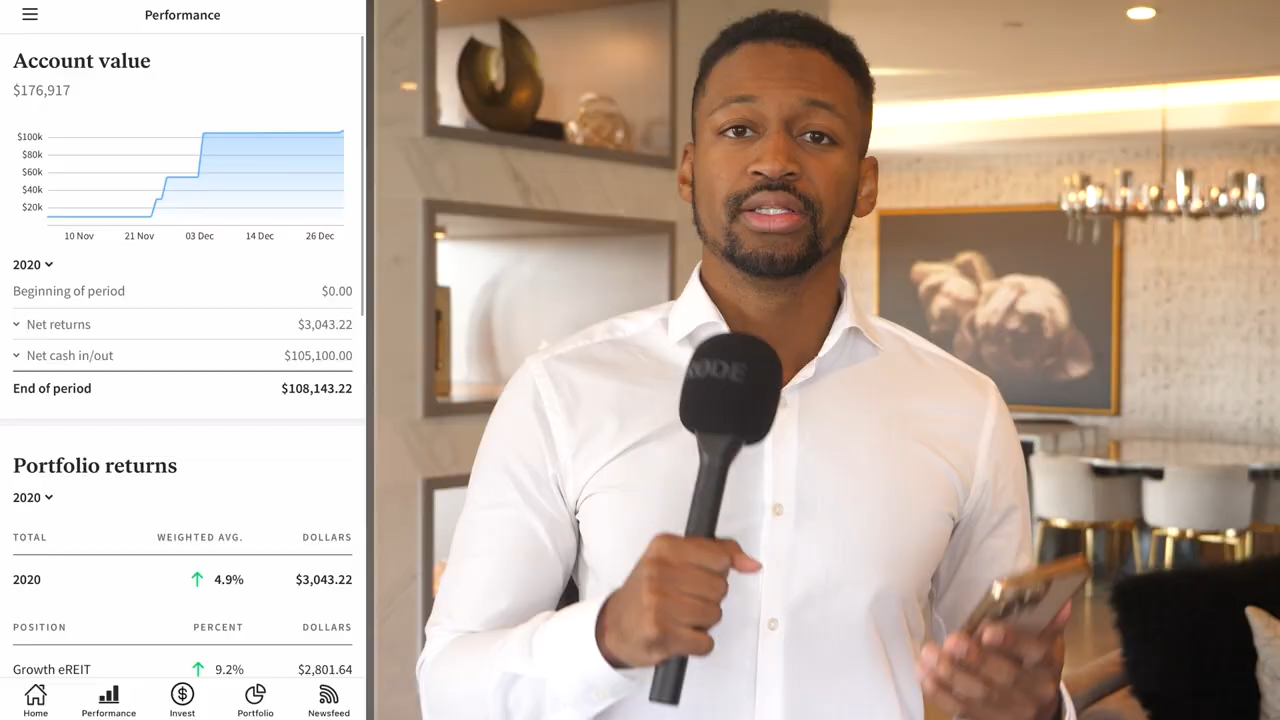 Performance
Account value
$176,917
$100k
$80k
$60k
$40k
$20k
10 Nov 21 Nov 03 Dec 14 Dec 26 Dec
2020
Beginning of period $0.00
Net returns $3,043.22
Net cash in/out $105,100.00
End of period $108,143.22
Portfolio returns
2020
TOTAL WEIGHTED AVG. DOLLARS
2020 4.9% $3,043.22
POSITION PERCENT DOLLARS
Growth eREIT 9.2% $2,801.64
Home Performance Invest Portfolio Newsfeed
RODE